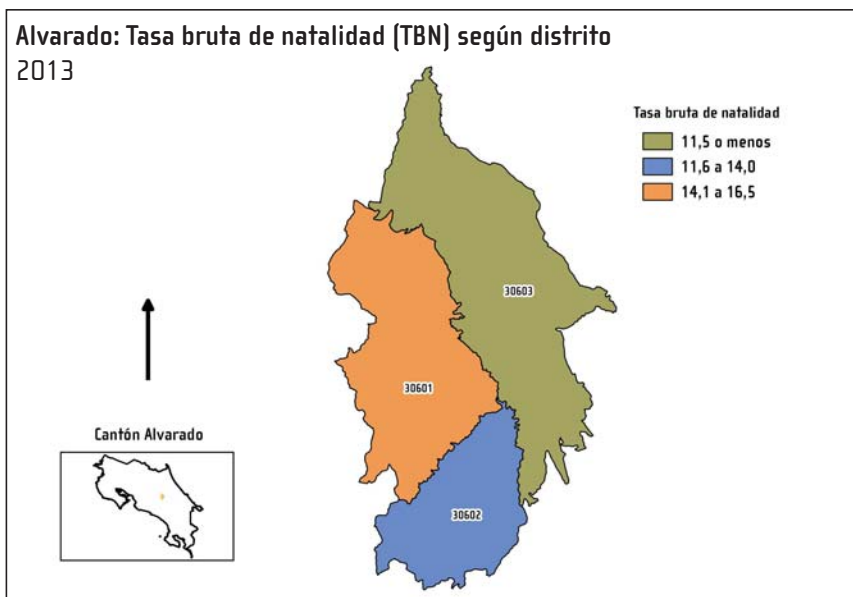 Alvarado: Tasa bruta de natalidad (TBN) según distrito
2013
Tasa bruta de natalidad
11,5 o menos
11,6 a 14,0
14,1 a 16,5
30603
30601
Cantón Alvarado
30602